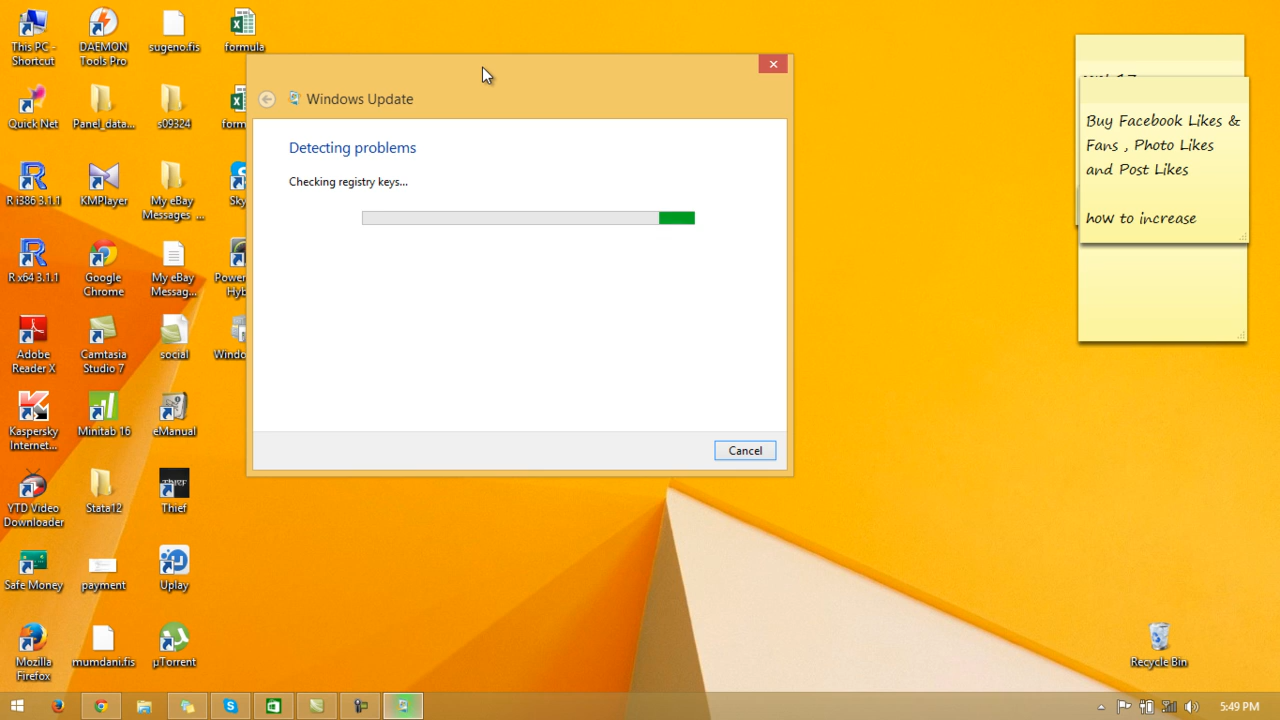 This PC -
Shortcut
DAEMON
Tools Pro
sugeno.fis
formula
Quick Net
Panel_data...
s09324
form
R i386 3.1.1
KMPlayer
My eBay
Messages ...
Sky
R x64 3.1.1
Google
Chrome
My eBay
Messag...
Power
Hyb
Adobe
Reader X
Camtasia
Studio 7
social
Windo
Kaspersky
Internet...
Minitab 16
eManual
YTD Video
Downloader
Stata12
THIEF
Thief
Safe Money
payment
Uplay
Mozilla
Firefox
mumdani.fis
µTorrent
Windows Update
Detecting problems
Checking registry keys...
Cancel
Buy Facebook Likes &
Fans , Photo Likes
and Post Likes
how to increase
Recycle Bin
5:49 PM